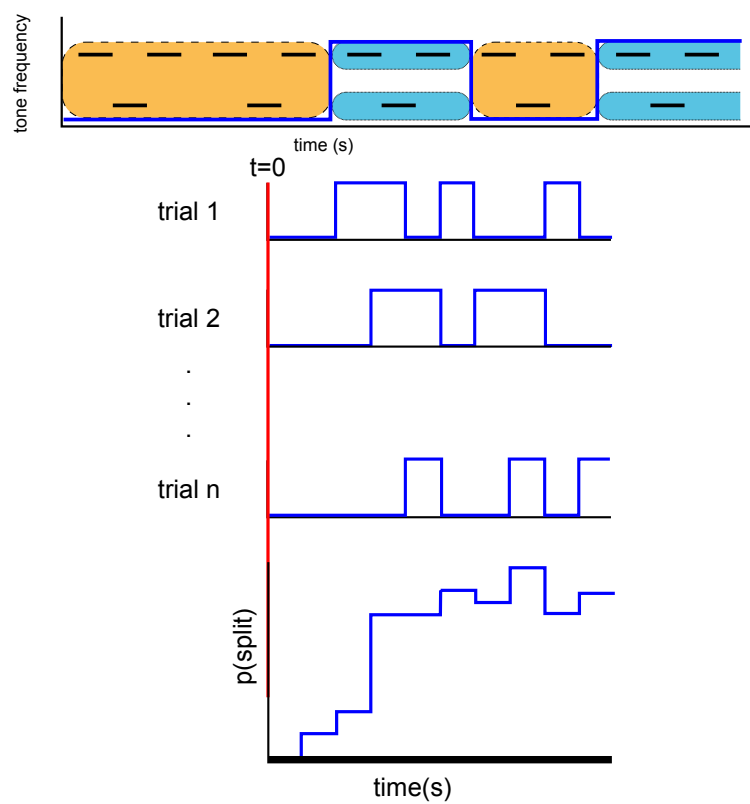 tone frequency
time (s)
t=0
trial 1
trial 2
.
.
.
trial n
p(split)
time(s)